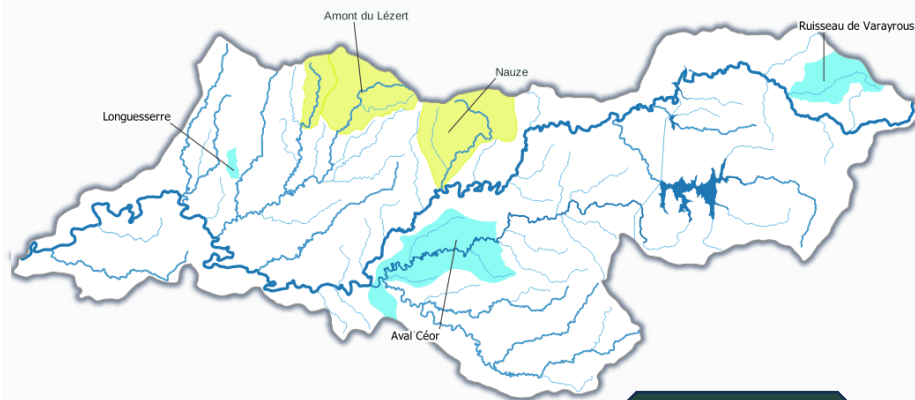 Amont du Lézert
Ruisseau de Varayrous
Nauze
Longuesserre
Aval Céor